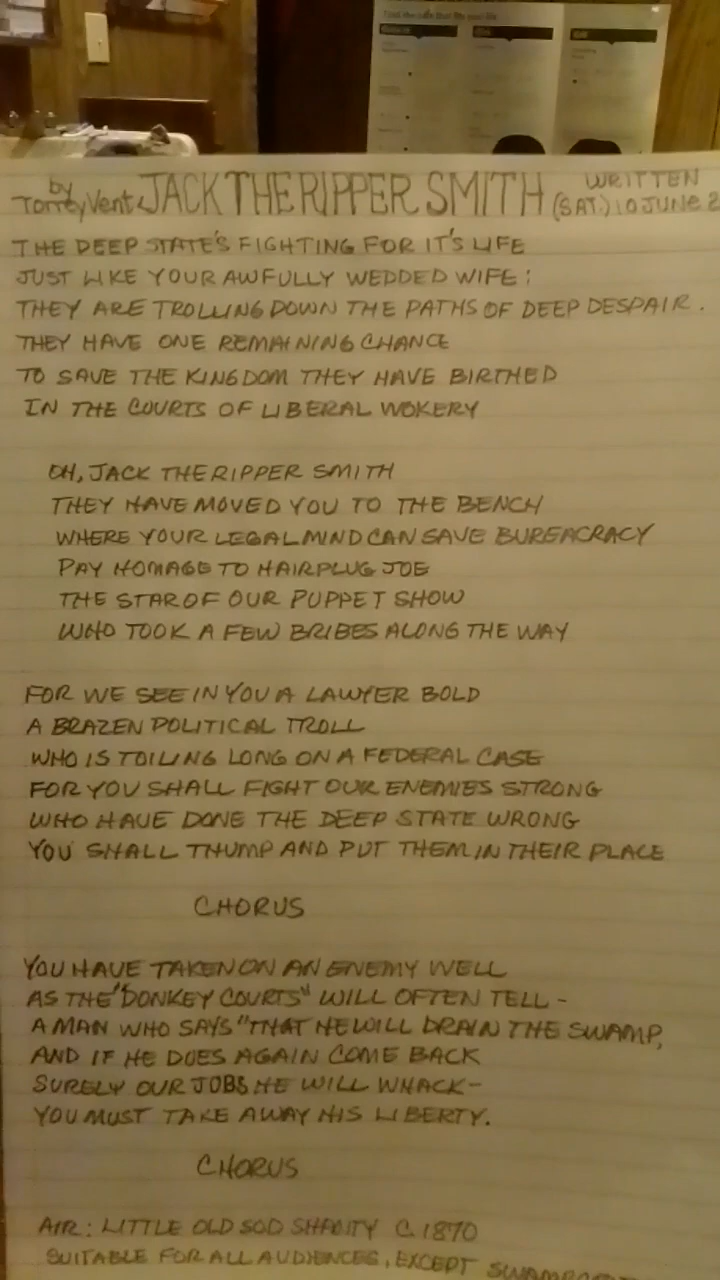 Find the that fits your life
by
Torrey Vent JACK THE RIPPER SMITH WRITTEN
(SAT.) 10 JUNE 2
THE DEEP STATE'S FIGHTING FOR IT'S LIFE
JUST LIKE YOUR AWFULLY WEDDED WIFE:
THEY ARE TROLLING DOWN THE PATHS OF DEEP DESPAIR.
THEY HAVE ONE REMAINING CHANCE
TO SAVE THE KINGDOM THEY HAVE BIRTHED
IN THE COURTS OF LIBERAL WOKERY
OH, JACK THE RIPPER SMITH
THEY HAVE MOVED YOU TO THE BENCH
WHERE YOUR LEGAL MIND CAN SAVE BUREACRACY
PAY HOMAGE TO HAIRPLUG JOE
THE STAR OF OUR PUPPET SHOW
WHO TOOK A FEW BRIBES ALONG THE WAY
FOR WE SEE IN YOU A LAWYER BOLD
A BRAZEN POLITICAL TROLL
WHO IS TOILING LONG ON A FEDERAL CASE
FOR YOU SHALL FIGHT OUR ENEMIES STRONG
WHO HAVE DONE THE DEEP STATE WRONG
YOU SHALL THUMP AND PUT THEM IN THEIR PLACE
CHORUS
YOU HAVE TAKEN ON AN ENEMY WELL
AS THE "DONKEY COURTS" WILL OFTEN TELL -
A MAN WHO SAYS "THAT HE WILL DRAIN THE SWAMP,
AND IF HE DOES AGAIN COME BACK
SURELY OUR JOBS HE WILL WHACK -
YOU MUST TAKE AWAY HIS LIBERTY.
CHORUS
AIR: LITTLE OLD SOD SHANTY C. 1870
SUITABLE FOR ALL AUDIENCES, EXCEPT